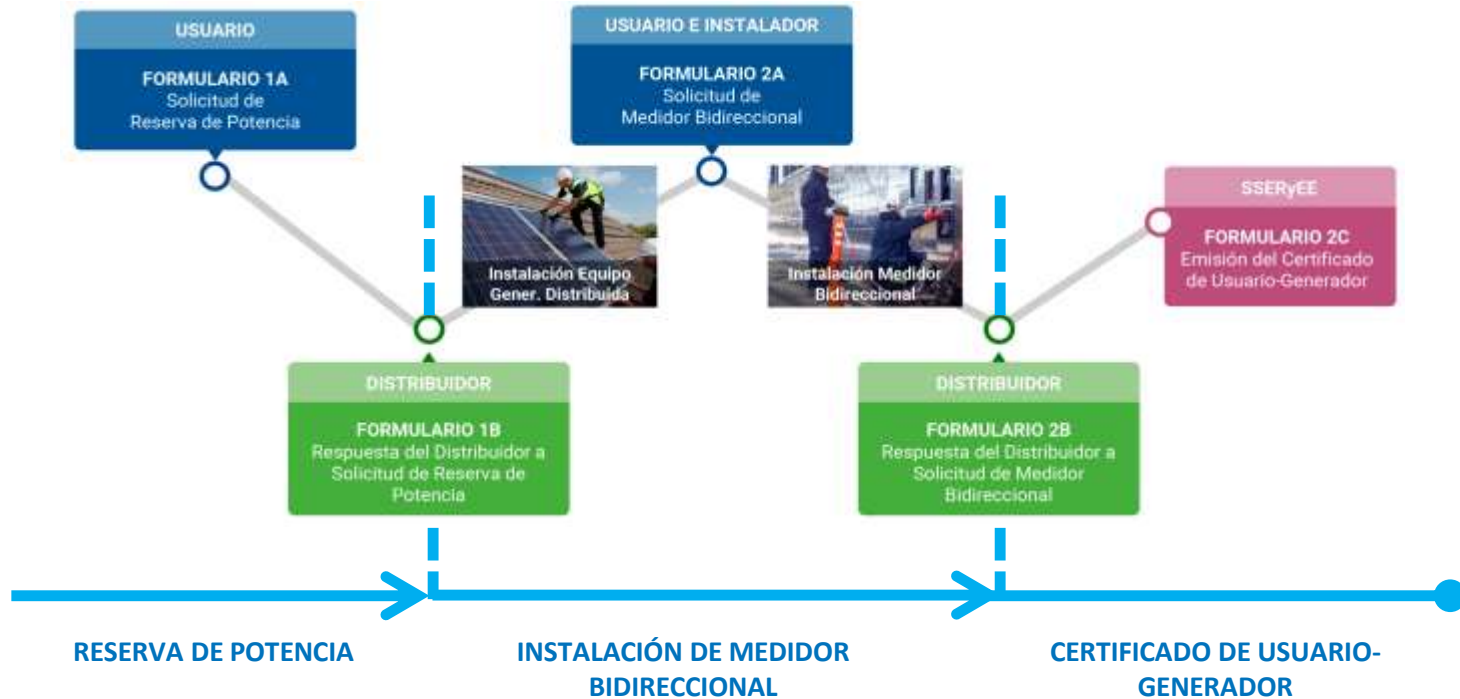 USUARIO
FORMULARIO 1A
Solicitud de
Reserva de Potencia
USUARIO E INSTALADOR
FORMULARIO 2A
Solicitud de
Medidor Bidireccional
Instalación Equipo
Gener. Distribuida
Instalación Medidor
Bidireccional
SSERyEE
FORMULARIO 2C
Emisión del Certificado
de Usuario-Generador
DISTRIBUIDOR
FORMULARIO 1B
Respuesta del Distribuidor a
Solicitud de Reserva de
Potencia
DISTRIBUIDOR
FORMULARIO 2B
Respuesta del Distribuidor a
Solicitud de Medidor
Bidireccional
RESERVA DE POTENCIA
INSTALACIÓN DE MEDIDOR
BIDIRECCIONAL
CERTIFICADO DE USUARIO-
GENERADOR